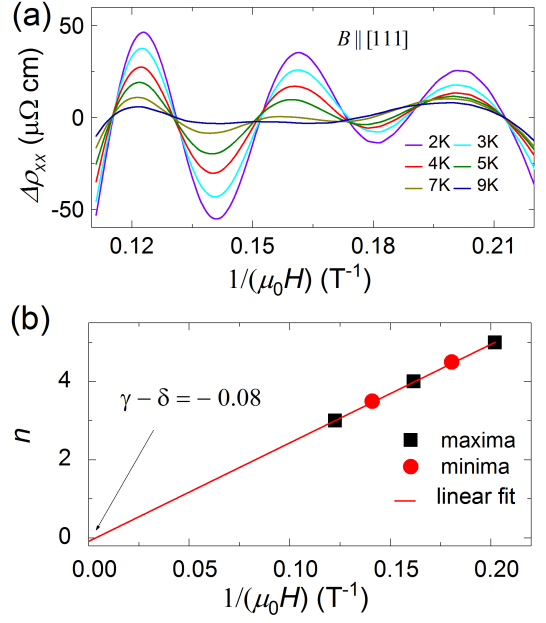 (a)
B || [111]
Δρxx (μΩ cm)
50
0
-50
2K 3K
4K 5K
7K 9K
0.12 0.15 0.18 0.21
1/(μ₀H) (T⁻¹)
(b)
γ − δ = − 0.08
n
4
2
0
maxima
minima
linear fit
0.00 0.05 0.10 0.15 0.20
1/(μ₀H) (T⁻¹)